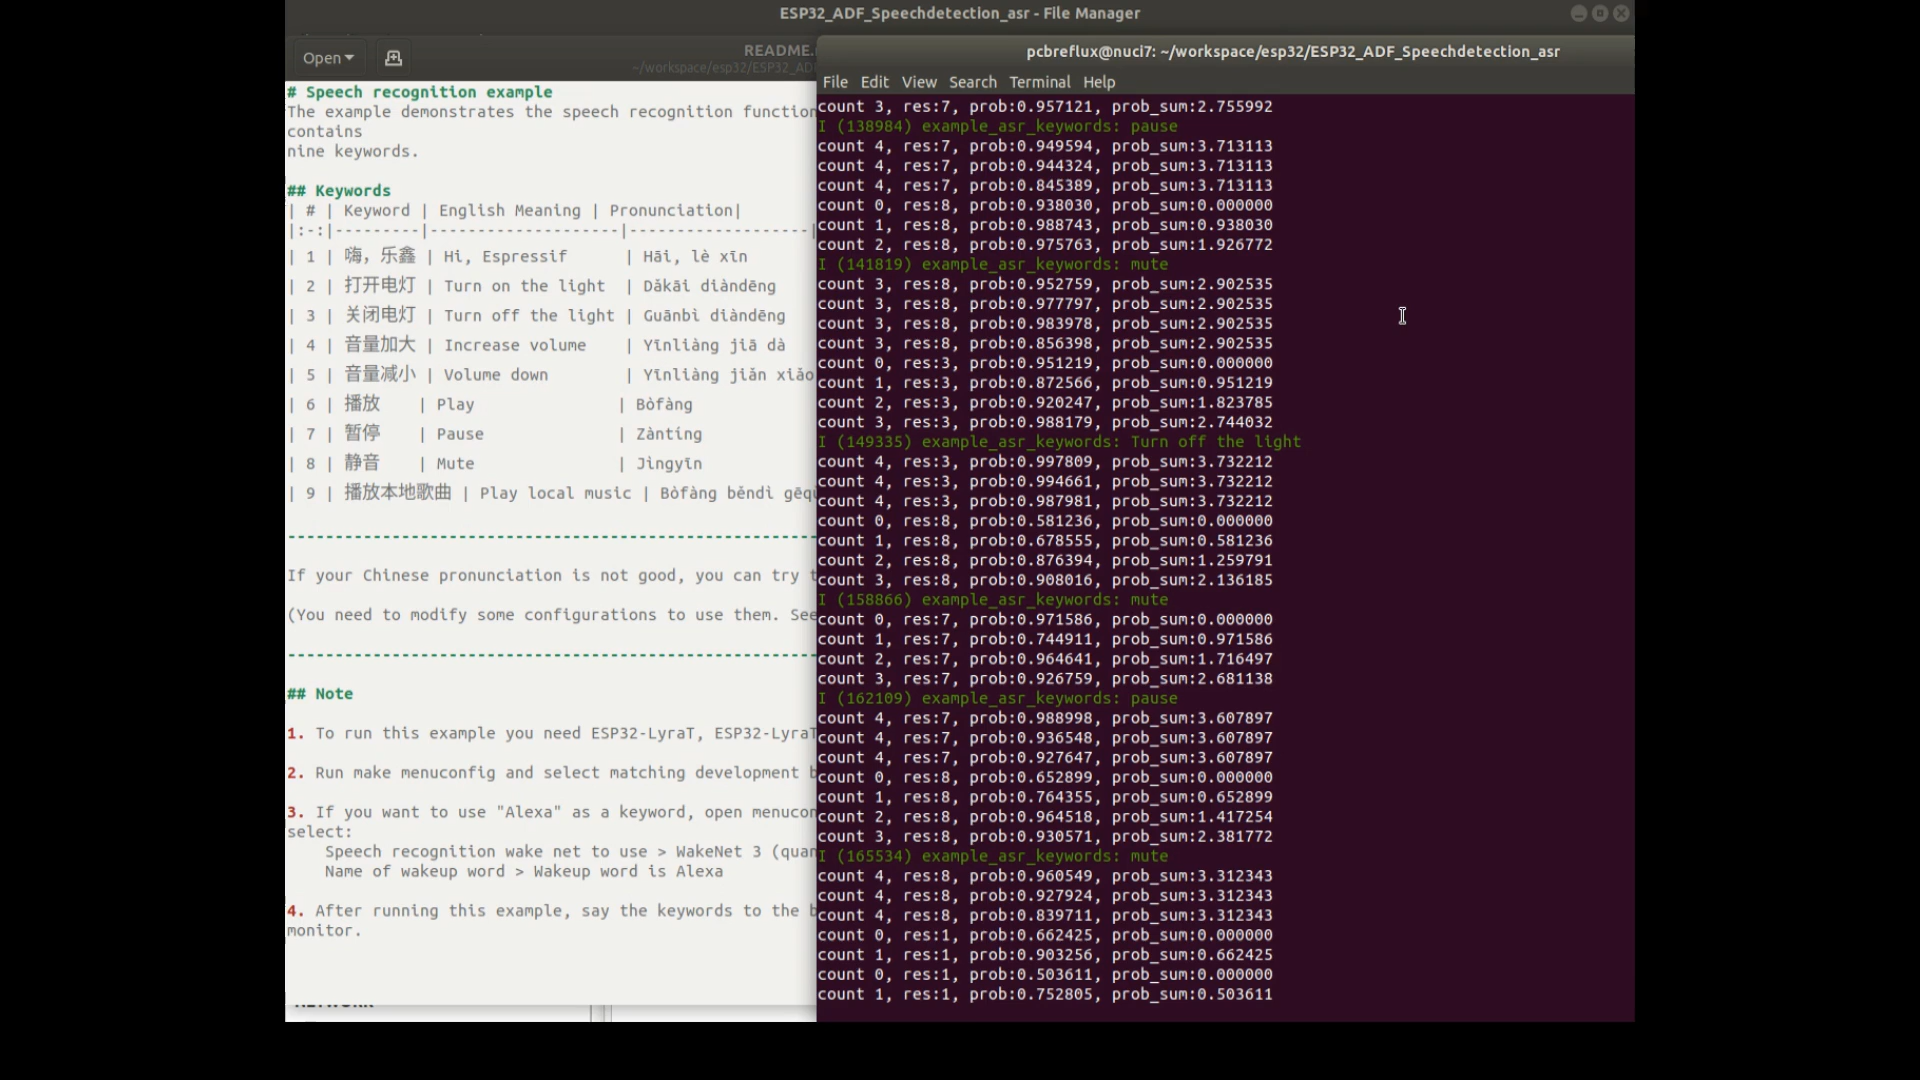 ESP32_ADF_Speechdetection_asr - File Manager
Open
README.
~/workspace/esp32/ESP32_AD
# Speech recognition example
The example demonstrates the speech recognition function
contains
nine keywords.
## Keywords
| # | Keyword | English Meaning | Pronunciation|
|:-:|---------|--------------------|------------------|
| 1 | 嗨，乐鑫 | Hi, Espressif | Hāi, lè xīn
| 2 | 打开电灯 | Turn on the light | Dǎkāi diàndēng
| 3 | 关闭电灯 | Turn off the light | Guānbì diàndēng
| 4 | 音量加大 | Increase volume | Yīnliàng jiā dà
| 5 | 音量减小 | Volume down | Yīnliàng jiǎn xiǎo
| 6 | 播放 | Play | Bòfàng
| 7 | 暂停 | Pause | Zàntíng
| 8 | 静音 | Mute | Jìngyīn
| 9 | 播放本地歌曲 | Play local music | Bòfàng běndì gēq
If your Chinese pronunciation is not good, you can try t
(You need to modify some configurations to use them. See
## Note
1. To run this example you need ESP32-LyraT, ESP32-LyraT
2. Run make menuconfig and select matching development b
3. If you want to use "Alexa" as a keyword, open menucon
select:
Speech recognition wake net to use > WakeNet 3 (quan
Name of wakeup word > Wakeup word is Alexa
4. After running this example, say the keywords to the b
monitor.
pcbreflux@nuci7: ~/workspace/esp32/ESP32_ADF_Speechdetection_asr
File Edit View Search Terminal Help
count 3, res:7, prob:0.957121, prob_sum:2.755992
I (138984) example_asr_keywords: pause
count 4, res:7, prob:0.949594, prob_sum:3.713113
count 4, res:7, prob:0.944324, prob_sum:3.713113
count 4, res:7, prob:0.845389, prob_sum:3.713113
count 0, res:8, prob:0.938030, prob_sum:0.000000
count 1, res:8, prob:0.988743, prob_sum:0.938030
count 2, res:8, prob:0.975763, prob_sum:1.926772
I (141819) example_asr_keywords: mute
count 3, res:8, prob:0.952759, prob_sum:2.902535
count 3, res:8, prob:0.977797, prob_sum:2.902535
count 3, res:8, prob:0.983978, prob_sum:2.902535
count 3, res:8, prob:0.856398, prob_sum:2.902535
count 0, res:3, prob:0.951219, prob_sum:0.000000
count 1, res:3, prob:0.872566, prob_sum:0.951219
count 2, res:3, prob:0.920247, prob_sum:1.823785
count 3, res:3, prob:0.988179, prob_sum:2.744032
I (149335) example_asr_keywords: Turn off the light
count 4, res:3, prob:0.997809, prob_sum:3.732212
count 4, res:3, prob:0.994661, prob_sum:3.732212
count 4, res:3, prob:0.987981, prob_sum:3.732212
count 0, res:8, prob:0.581236, prob_sum:0.000000
count 1, res:8, prob:0.678555, prob_sum:0.581236
count 2, res:8, prob:0.876394, prob_sum:1.259791
count 3, res:8, prob:0.908016, prob_sum:2.136185
I (158866) example_asr_keywords: mute
count 0, res:7, prob:0.971586, prob_sum:0.000000
count 1, res:7, prob:0.744911, prob_sum:0.971586
count 2, res:7, prob:0.964641, prob_sum:1.716497
count 3, res:7, prob:0.926759, prob_sum:2.681138
I (162109) example_asr_keywords: pause
count 4, res:7, prob:0.988998, prob_sum:3.607897
count 4, res:7, prob:0.936548, prob_sum:3.607897
count 4, res:7, prob:0.927647, prob_sum:3.607897
count 0, res:8, prob:0.652899, prob_sum:0.000000
count 1, res:8, prob:0.764355, prob_sum:0.652899
count 2, res:8, prob:0.964518, prob_sum:1.417254
count 3, res:8, prob:0.930571, prob_sum:2.381772
I (165534) example_asr_keywords: mute
count 4, res:8, prob:0.960549, prob_sum:3.312343
count 4, res:8, prob:0.927924, prob_sum:3.312343
count 4, res:8, prob:0.839711, prob_sum:3.312343
count 0, res:1, prob:0.662425, prob_sum:0.000000
count 1, res:1, prob:0.903256, prob_sum:0.662425
count 0, res:1, prob:0.503611, prob_sum:0.000000
count 1, res:1, prob:0.752805, prob_sum:0.503611